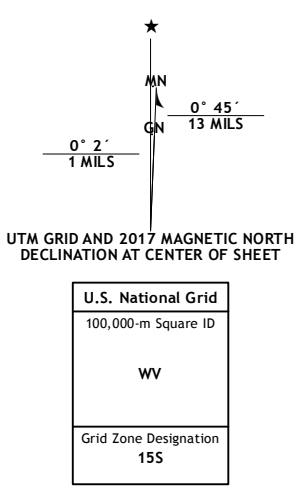 ★
MN
0° 45´
13 MILS
GN
0° 2´
1 MILS
UTM GRID AND 2017 MAGNETIC NORTH
DECLINATION AT CENTER OF SHEET
U.S. National Grid
100,000-m Square ID
WV
Grid Zone Designation
15S